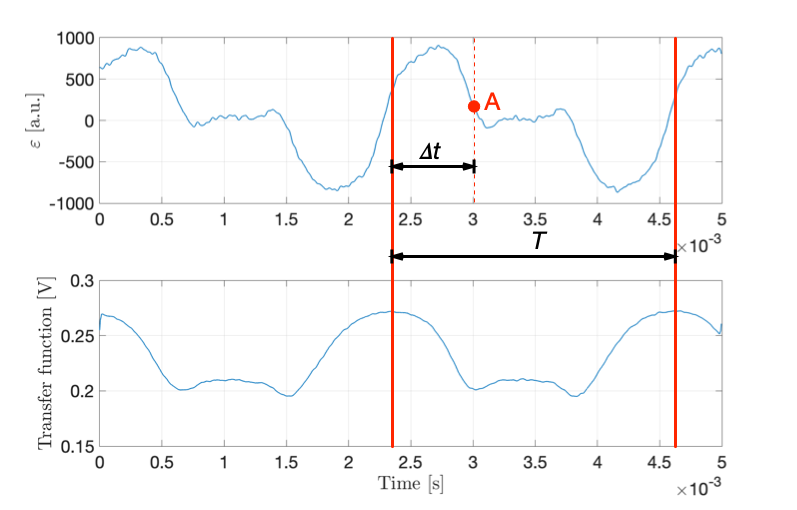 1000
500
0
-500
-1000
ε [a.u.]
A
Δt
0 0.5 1 1.5 2 2.5 3 3.5 4 4.5 5
×10-3
T
0.3
0.25
0.2
0.15
Transfer function [V]
0 0.5 1 1.5 2 2.5 3 3.5 4 4.5 5
Time [s]
×10-3